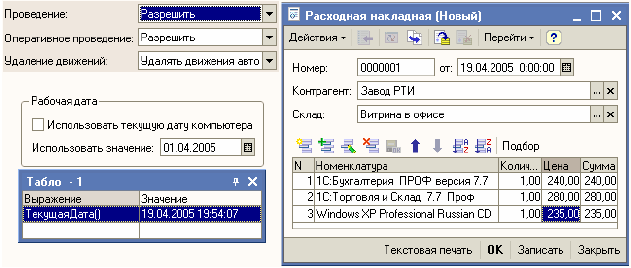 Проведение: Разрешить
Оперативное проведение: Разрешить
Удаление движений: Удалять движения авто
Рабочая дата
Использовать текущую дату компьютера
Использовать значение: 01.04.2005
Табло - 1
Выражение Значение
ТекущаяДата() 19.04.2005 19:54:07
Расходная накладная (Новый)
Действия Перейти
Номер: 0000001 от: 19.04.2005 0:00:00
Контрагент: Завод РТИ
Склад: Витрина в офисе
Подбор
N Номенклатура Колич... Цена Сумма
1 1С:Бухгалтерия ПРОФ версия 7.7 1,00 240,00 240,00
2 1С:Торговля и Склад 7.7 Проф 1,00 280,00 280,00
3 Windows XP Professional Russian CD 1,00 235,00 235,00
Текстовая печать OK Записать Закрыть